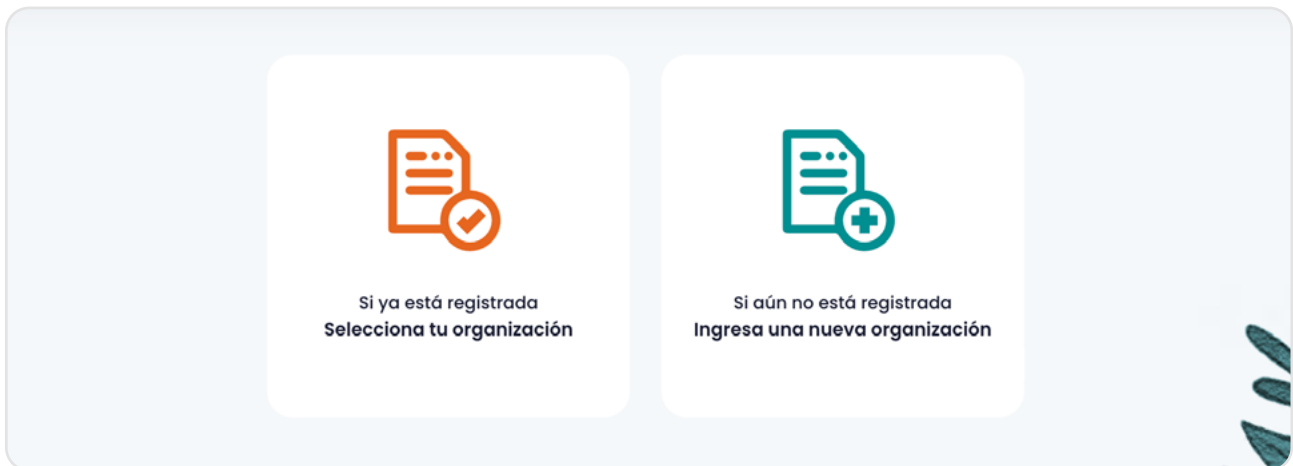 Si ya está registrada
Selecciona tu organización
Si aún no está registrada
Ingresa una nueva organización